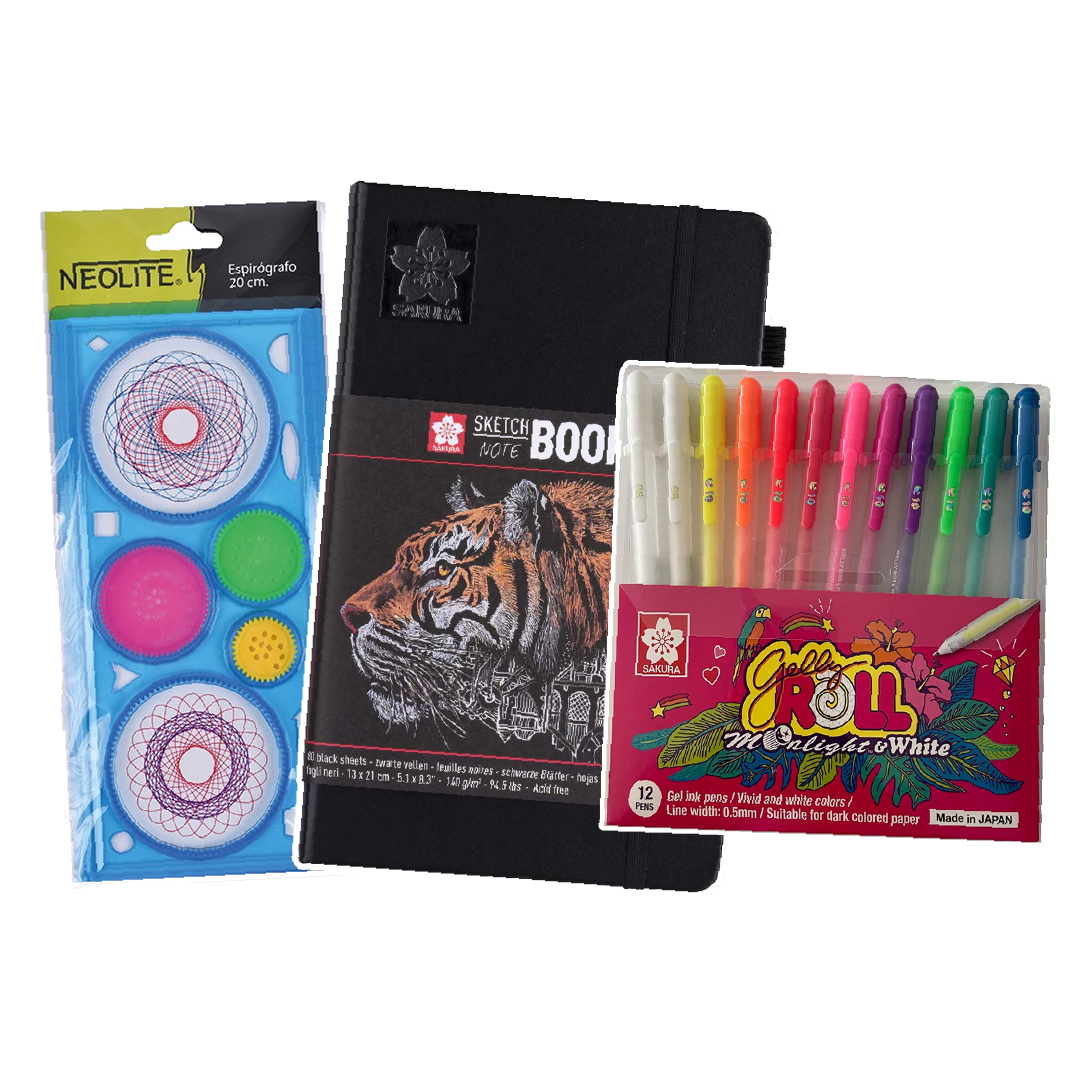 NEOLITE®
Espirógrafo
20 cm.
SAKURA
SAKURA
SKETCH
NOTE
BOOK
black sheets - zwarte vellen - feuilles noires - schwarze Blätter - hojas
fogli neri - 13 x 21 cm - 5.1 x 8.3" - 140 g/m² - 94.5 lbs - Acid free
SAKURA
Gelly
ROLL
Moonlight & White
12
PENS
Gel ink pens / Vivid and white colors /
Line width: 0.5mm / Suitable for dark colored paper
Made in JAPAN